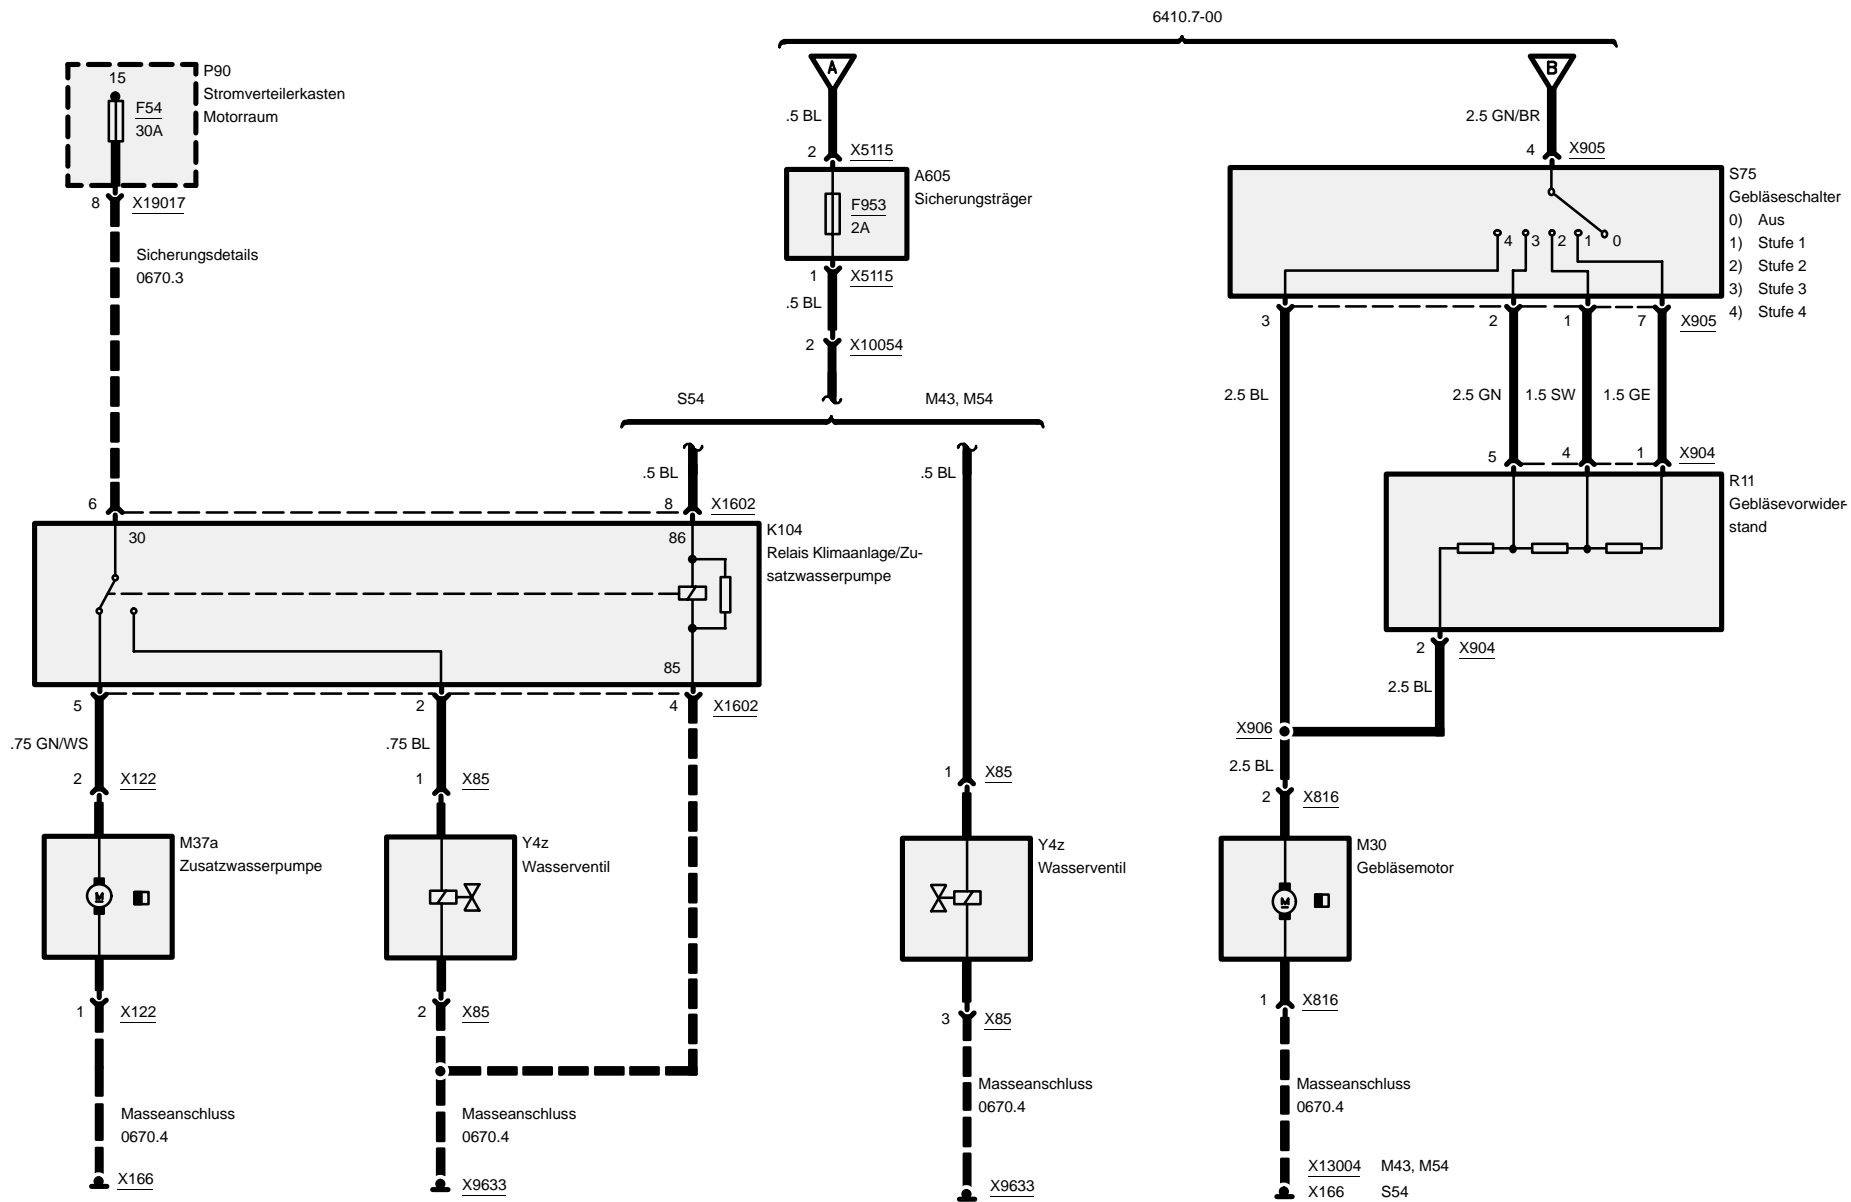 6410.7-00
A
B
15
F54
30A
P90
Stromverteilerkasten
Motorraum
8
X19017
Sicherungsdetails
0670.3
.5 BL
2
X5115
A605
Sicherungsträger
F953
2A
1
X5115
.5 BL
2
X10054
2.5 GN/BR
4
X905
S75
Gebläseschalter
0) Aus
1) Stufe 1
2) Stufe 2
3) Stufe 3
4) Stufe 4
4
3
2
1
0
3
2
1
7
X905
S54
M43, M54
.5 BL
.5 BL
2.5 BL
2.5 GN
1.5 SW
1.5 GE
5
4
1
X904
R11
Gebläsevorwider-
stand
2
X904
2.5 BL
6
8
X1602
30
86
85
K104
Relais Klimaanlage/Zu-
satzwasserpumpe
5
2
4
X1602
.75 GN/WS
.75 BL
2
X122
1
X85
1
X85
X906
2.5 BL
2
X816
M37a
Zusatzwasserpumpe
M
Y4z
Wasserventil
Y4z
Wasserventil
M30
Gebläsemotor
M
1
X122
2
X85
3
X85
1
X816
Masseanschluss
0670.4
Masseanschluss
0670.4
Masseanschluss
0670.4
Masseanschluss
0670.4
X166
X9633
X9633
X13004 M43, M54
X166 S54